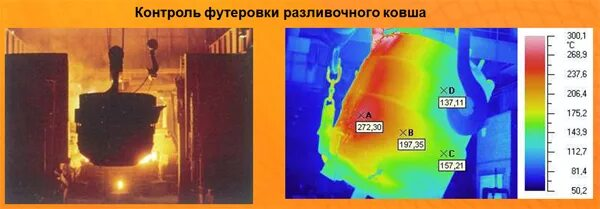 Контроль футеровки разливочного ковша
300,1
°C
268,9
237,6
206,4
175,2
143,9
112,7
81,4
50,2
D
137,11
A
272,30
B
197,35
C
157,21